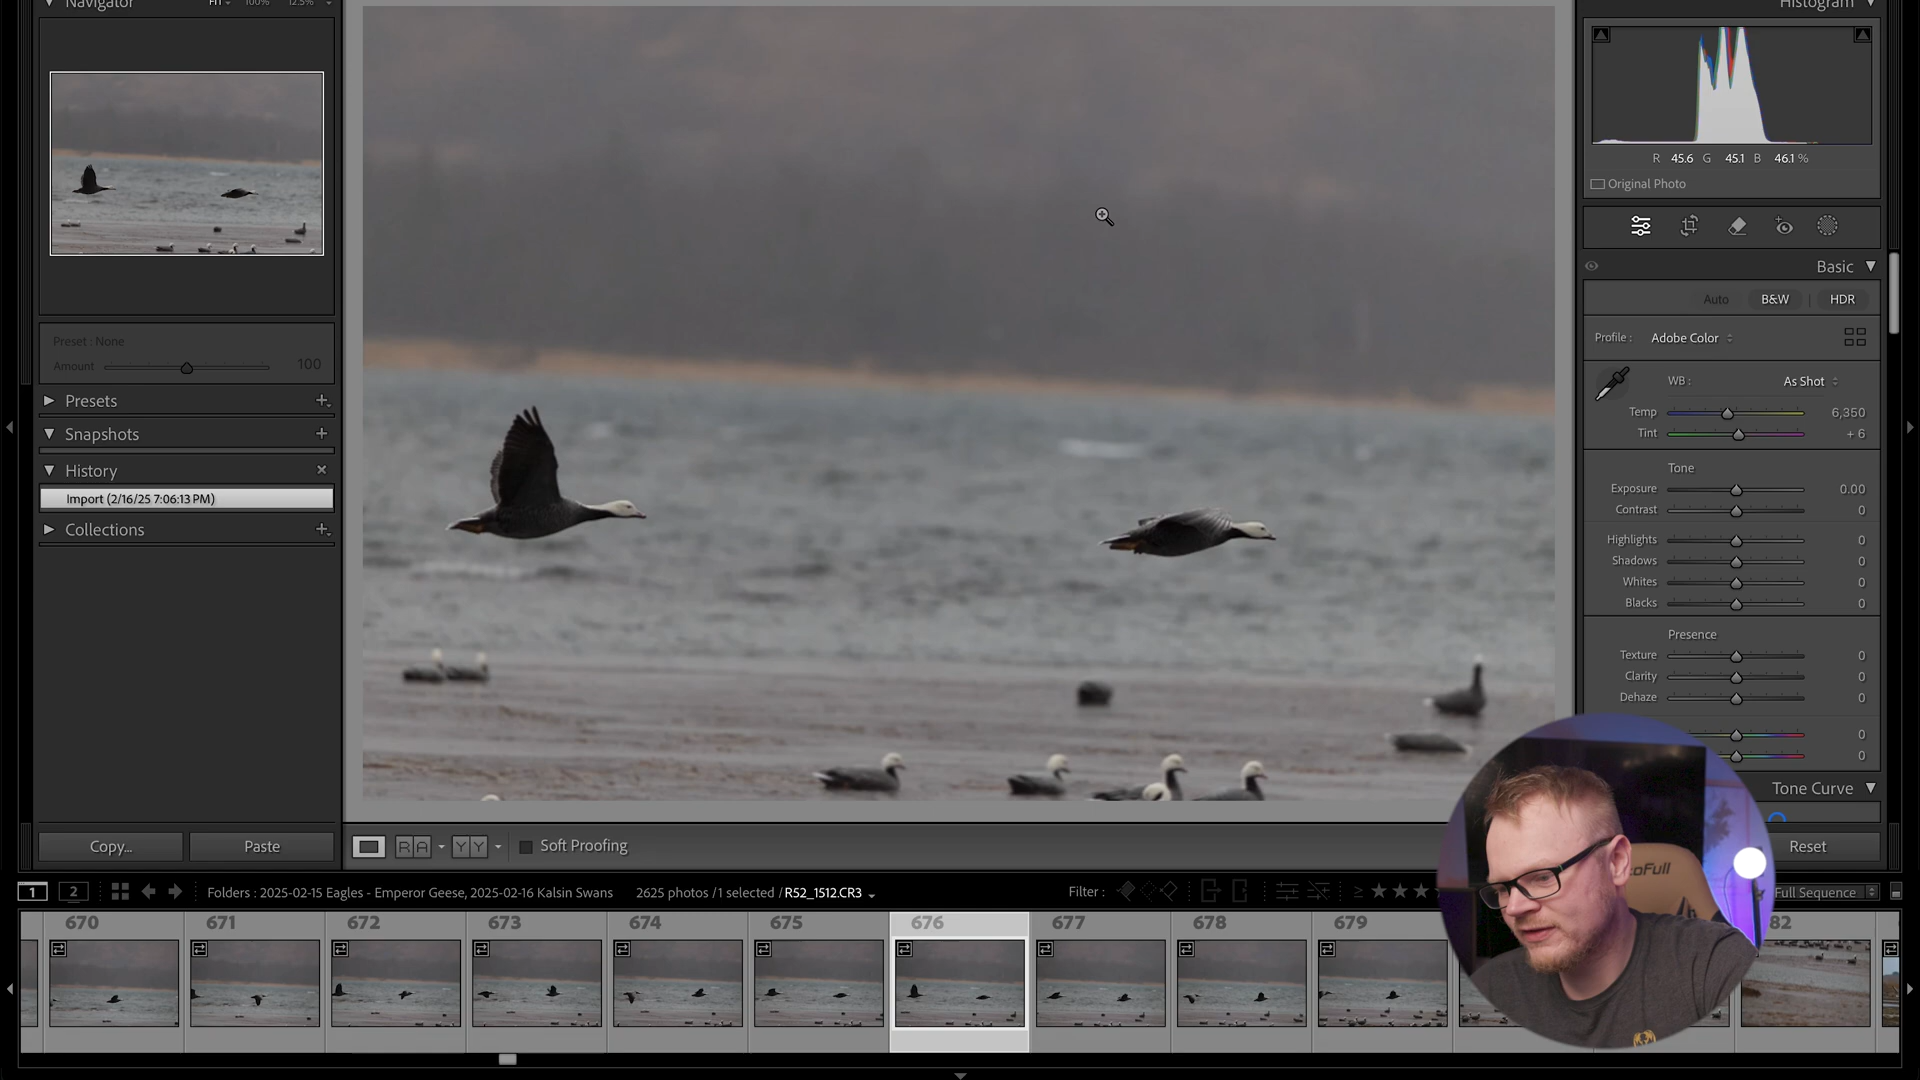 Navigator
FIT
100%
12.5%
Histogram
R 45.6 G 45.1 B 46.1 %
Original Photo
Preset : None
Amount 100
Presets
Snapshots
History
Import (2/16/25 7:06:13 PM)
Collections
Basic
Auto B&W | HDR
Profile : Adobe Color
WB : As Shot
Temp 6,350
Tint + 6
Tone
Exposure 0.00
Contrast 0
Highlights 0
Shadows 0
Whites 0
Blacks 0
Presence
Texture 0
Clarity 0
Dehaze 0
0
0
Tone Curve
Copy... Paste
R A Y Y Soft Proofing
Reset
1 2 Folders : 2025-02-15 Eagles - Emperor Geese, 2025-02-16 Kalsin Swans 2625 photos / 1 selected / R52_1512.CR3 Filter : Full Sequence
670 671 672 673 674 675 676 677 678 679 82